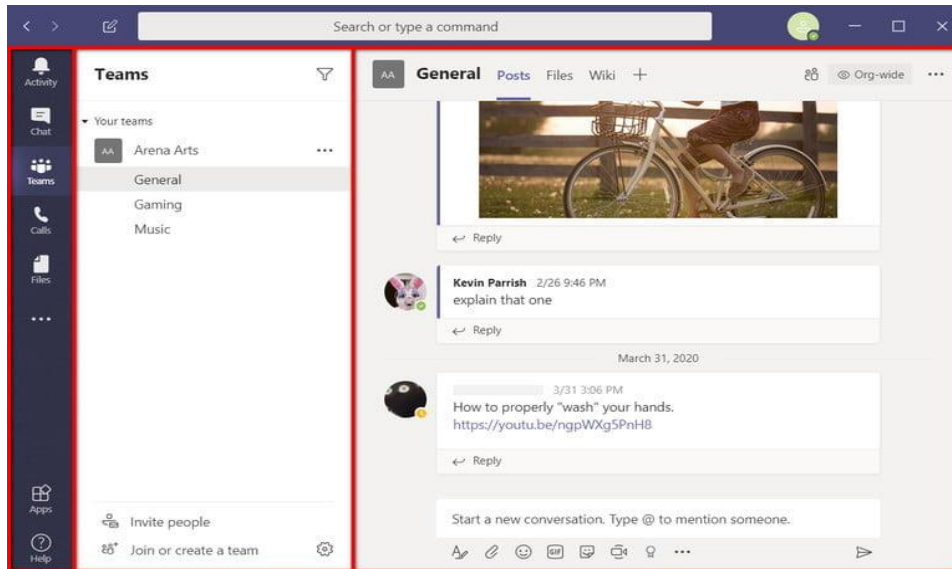 Search or type a command
Activity
Chat
Teams
Calls
Files
Apps
Help
Teams
Your teams
AA Arena Arts
General
Gaming
Music
Invite people
Join or create a team
AA General Posts Files Wiki
Org-wide
Reply
Kevin Parrish 2/26 9:46 PM
explain that one
Reply
March 31, 2020
3/31 3:06 PM
How to properly "wash" your hands.
https://youtu.be/ngpWXg5PnH8
Reply
Start a new conversation. Type @ to mention someone.
GIF